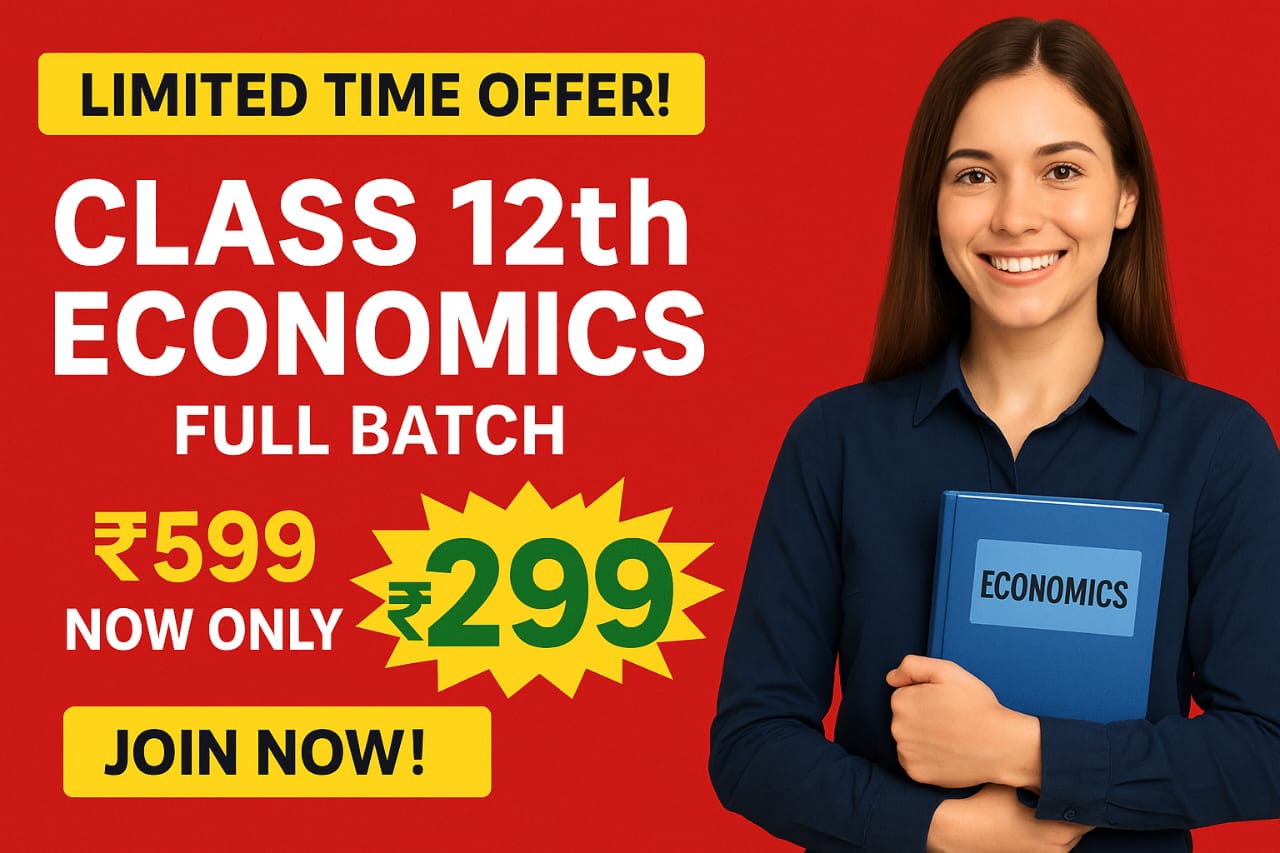 LIMITED TIME OFFER!
CLASS 12th
ECONOMICS
FULL BATCH
₹599
NOW ONLY
₹299
JOIN NOW!
ECONOMICS